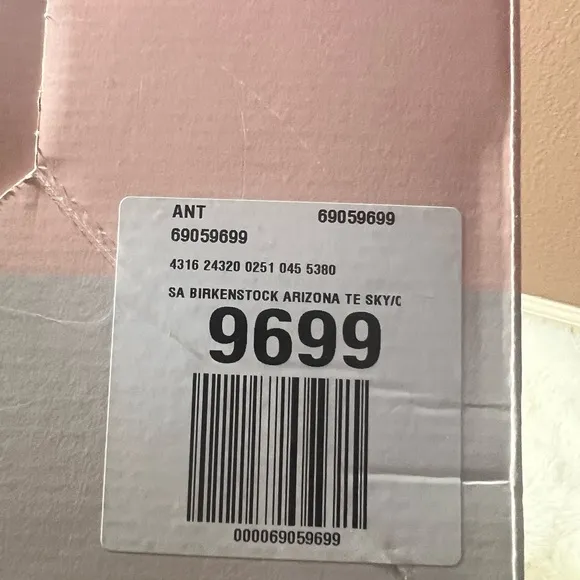 ANT 69059699
69059699
4316 24320 0251 045 5380
SA BIRKENSTOCK ARIZONA TE SKY/C
9699
000069059699